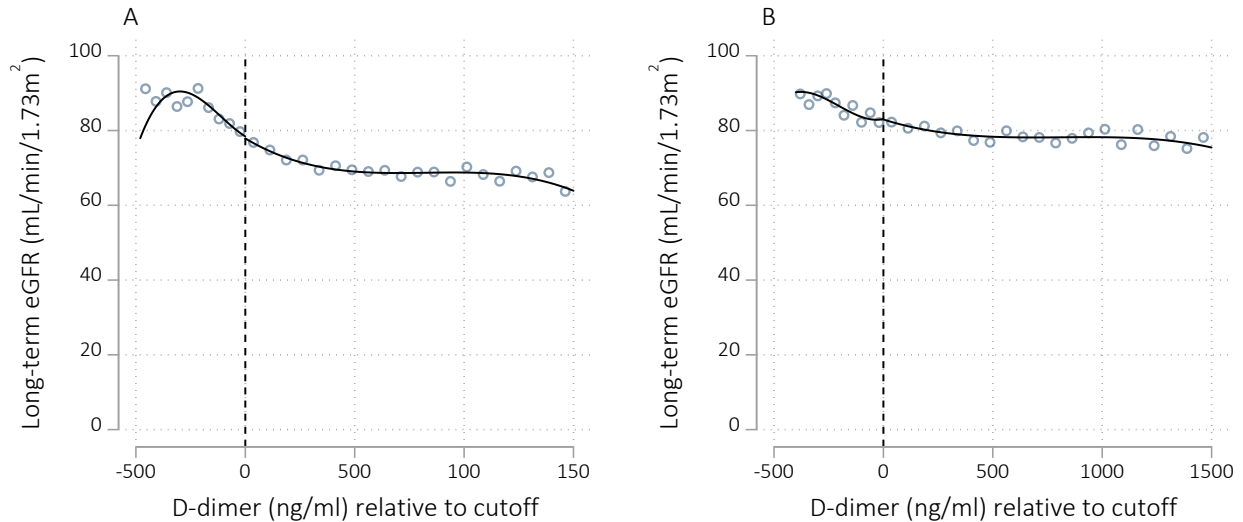 A
100
80
60
40
20
0
Long-term eGFR (mL/min/1.73m²)
-500 0 500 100 150
D-dimer (ng/ml) relative to cutoff
B
100
80
60
40
20
0
Long-term eGFR (mL/min/1.73m²)
-500 0 500 1000 1500
D-dimer (ng/ml) relative to cutoff